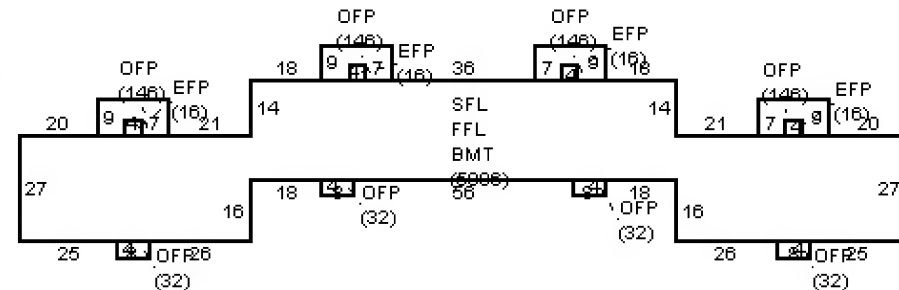 OFP
(146)
OFP
(146)
EFP
(16)
EFP
(16)
18
9
7
36
7
9
18
OFP
(146)
EFP
(16)
OFP
(146)
EFP
(16)
20
9
7
21
14
SFL
FFL
BMT
(5006)
14
21
7
9
20
27
18
OFP
(32)
56
18
OFP
(32)
27
16
16
25
OFP
(32)
26
26
OFP
(32)
25